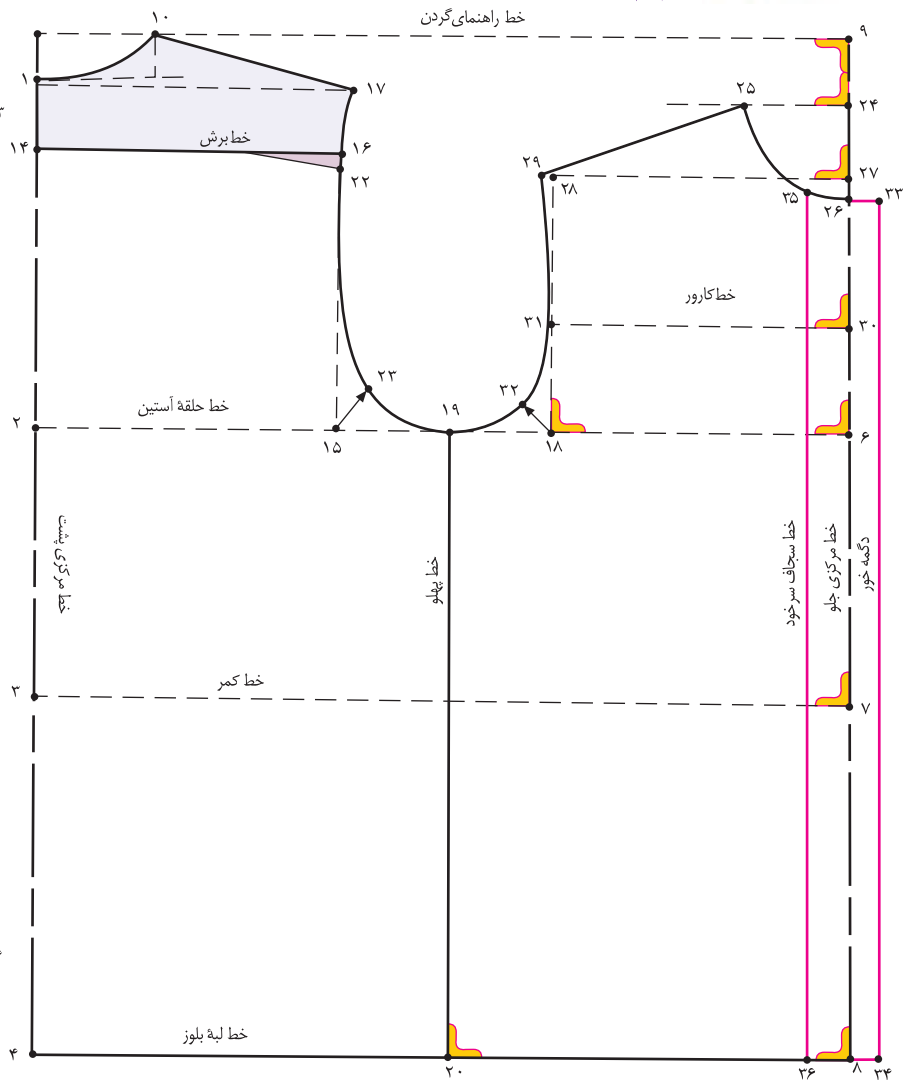 خط راهنمای گردن
۱۰
۹
۱
۱۷
۲۵
۲۴
خط برش
۱۴
۱۶
۲۲
۲۹
۲۸
۲۷
۳۵
۲۶
۳۳
خط کارور
۳۱
۳۰
۲۳
۳۲
خط حلقهٔ آستین
۱۹
۲
۱۵
۱۸
۶
خط مرکزی پشت
خط پهلو
خط سجاف سر خود
خط مرکزی جلو
دگمه خور
خط کمر
۳
۷
خط لبهٔ بلوز
۴
۲۰
۳۶
۸
۳۴